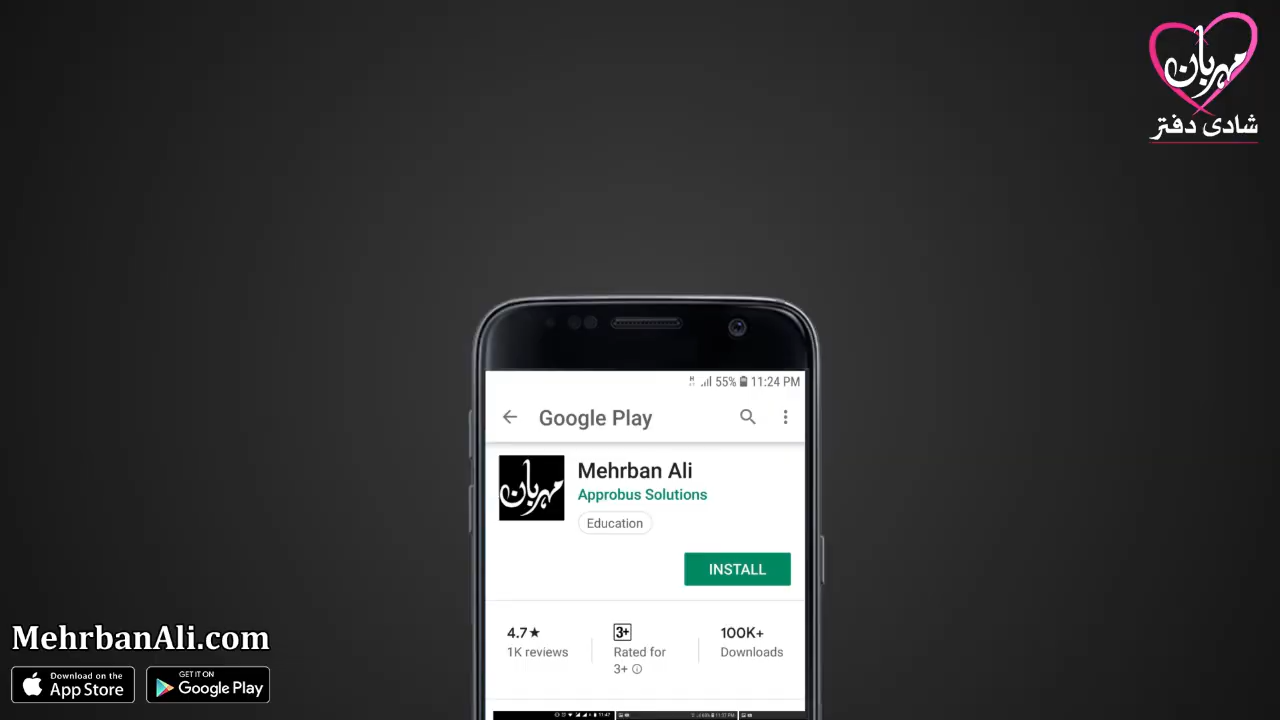 مہربان
شادی دفتر
55% 11:24 PM
Google Play
مہربان
Mehrban Ali
Approbus Solutions
Education
INSTALL
4.7★
1K reviews
3+
Rated for
3+
100K+
Downloads
MehrbanAli.com
Download on the
App Store
GET IT ON
Google Play